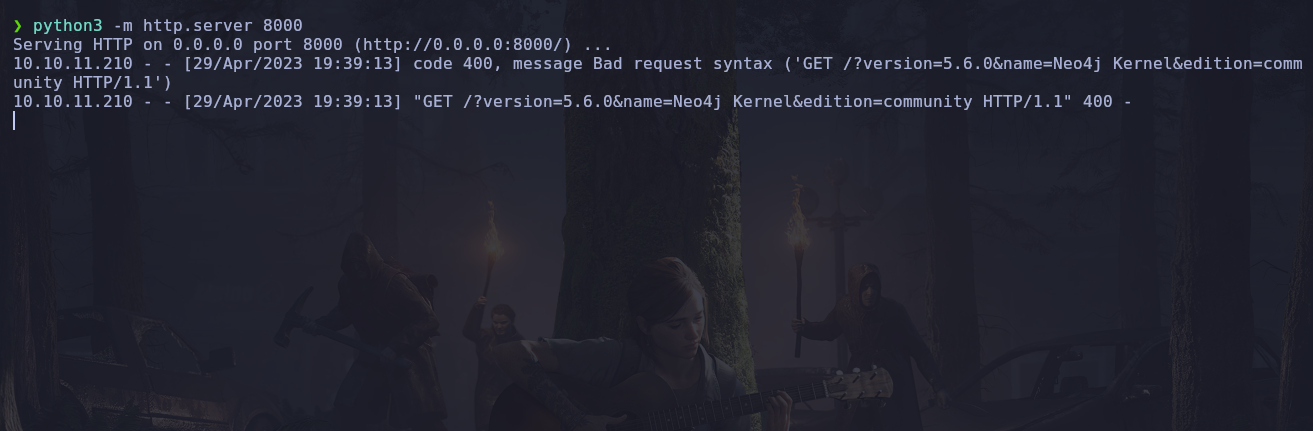 ❯ python3 -m http.server 8000
Serving HTTP on 0.0.0.0 port 8000 (http://0.0.0.0:8000/) ...
10.10.11.210 - - [29/Apr/2023 19:39:13] code 400, message Bad request syntax ('GET /?version=5.6.0&name=Neo4j Kernel&edition=comm
unity HTTP/1.1')
10.10.11.210 - - [29/Apr/2023 19:39:13] "GET /?version=5.6.0&name=Neo4j Kernel&edition=community HTTP/1.1" 400 -